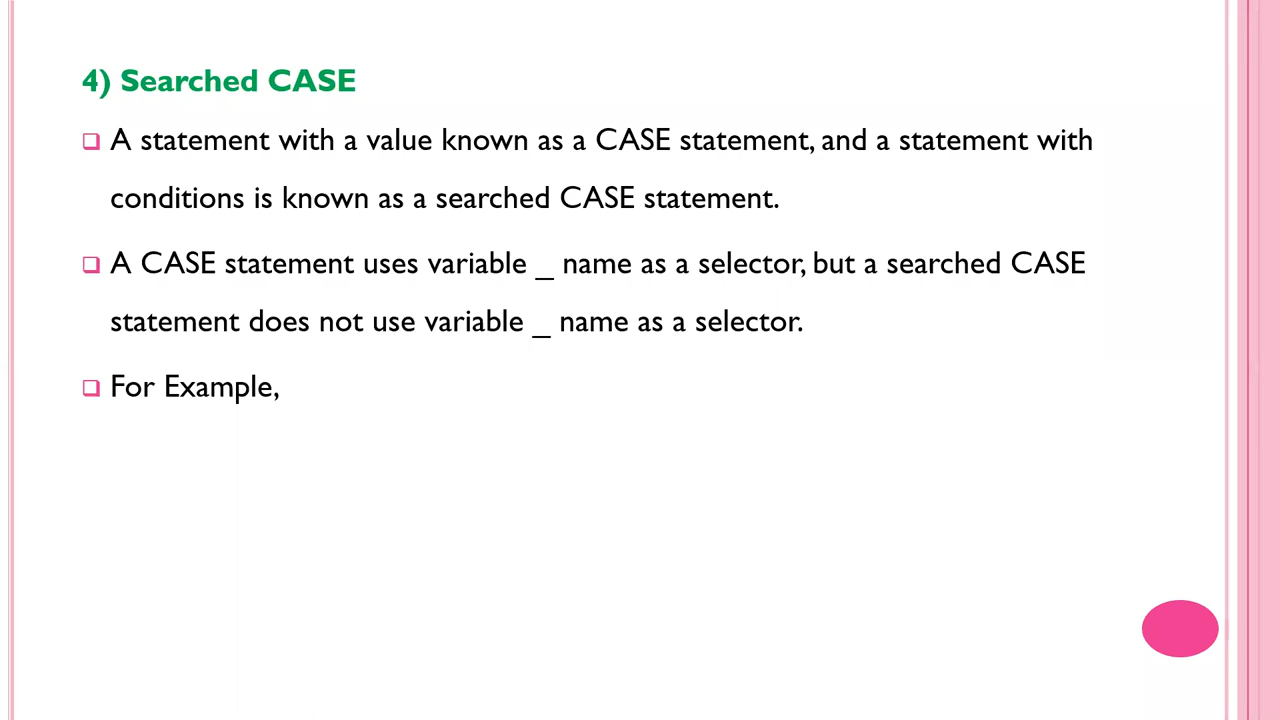 4) Searched CASE
A statement with a value known as a CASE statement, and a statement with
conditions is known as a searched CASE statement.
A CASE statement uses variable _ name as a selector, but a searched CASE
statement does not use variable _ name as a selector.
For Example,